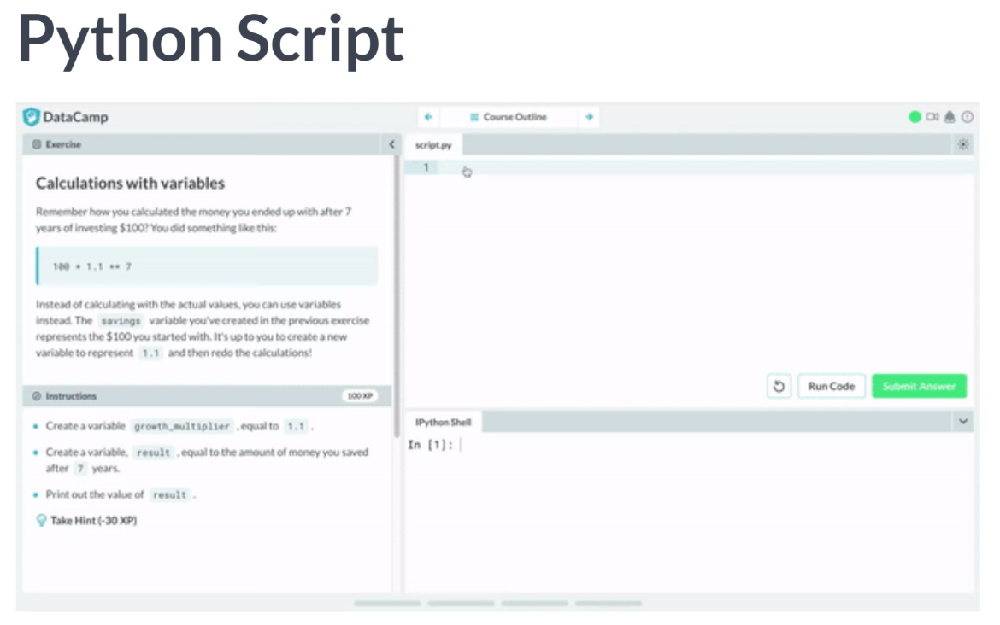 Python Script
DataCamp
Course Outline
Exercise
script.py
1
Calculations with variables
Remember how you calculated the money you ended up with after 7
years of investing $100? You did something like this:
100 * 1.1 ** 7
Instead of calculating with the actual values, you can use variables
instead. The savings variable you've created in the previous exercise
represents the $100 you started with. It's up to you to create a new
variable to represent 1.1 and then redo the calculations!
Run Code
Submit Answer
Instructions
100 XP
Create a variable growth_multiplier , equal to 1.1 .
Create a variable, result , equal to the amount of money you saved
after 7 years.
Print out the value of result .
Take Hint (-30 XP)
IPython Shell
In [1]: